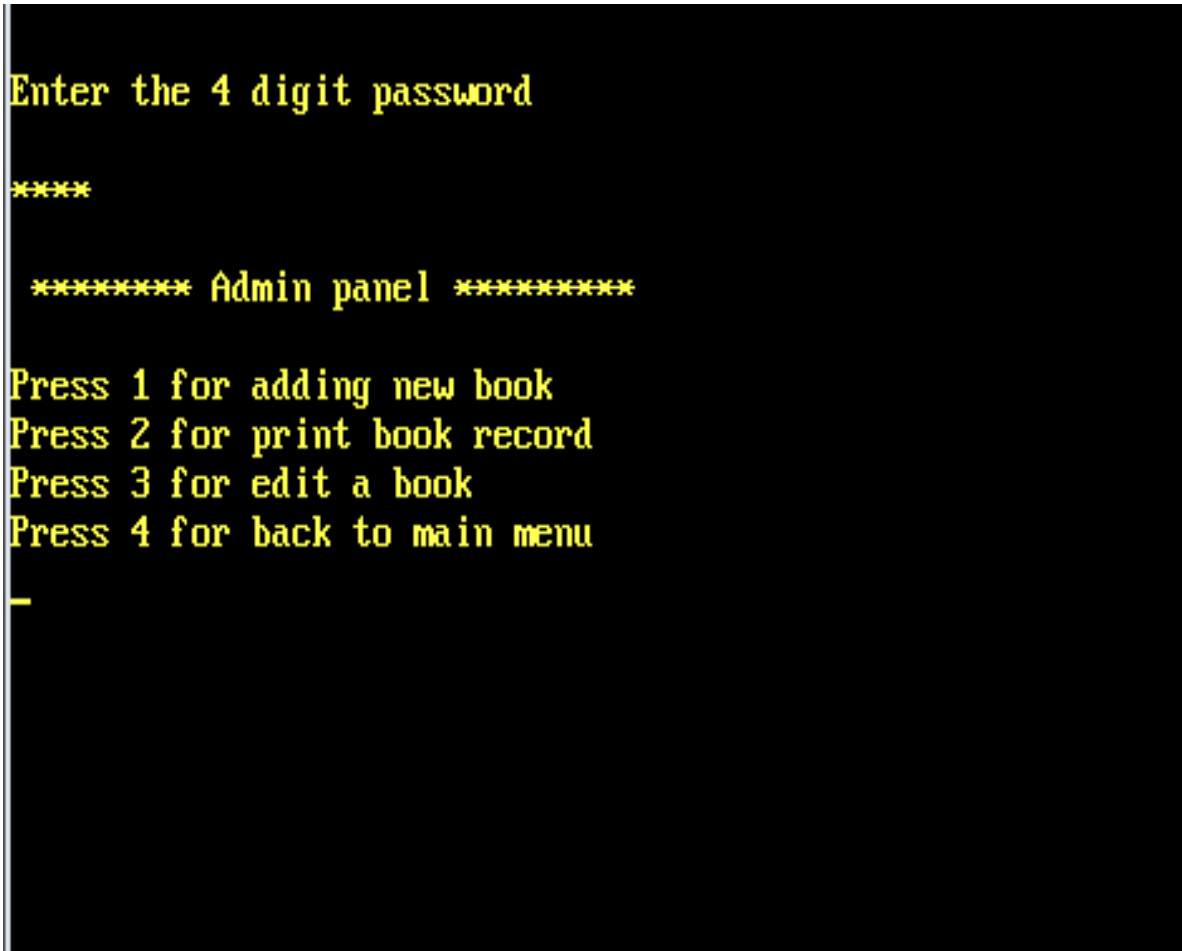 Enter the 4 digit password
****
******** Admin panel *********
Press 1 for adding new book
Press 2 for print book record
Press 3 for edit a book
Press 4 for back to main menu
_